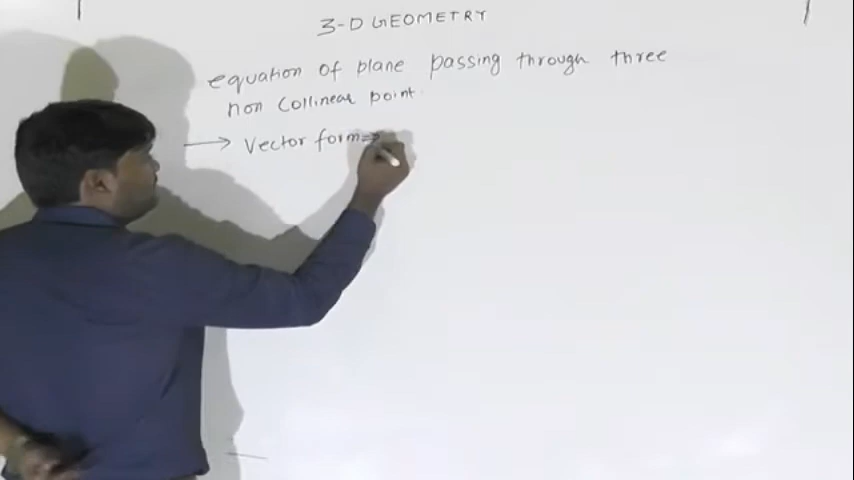 3-D GEOMETRY
equation of plane passing through three
non collinear point.
→ Vector form ⇒